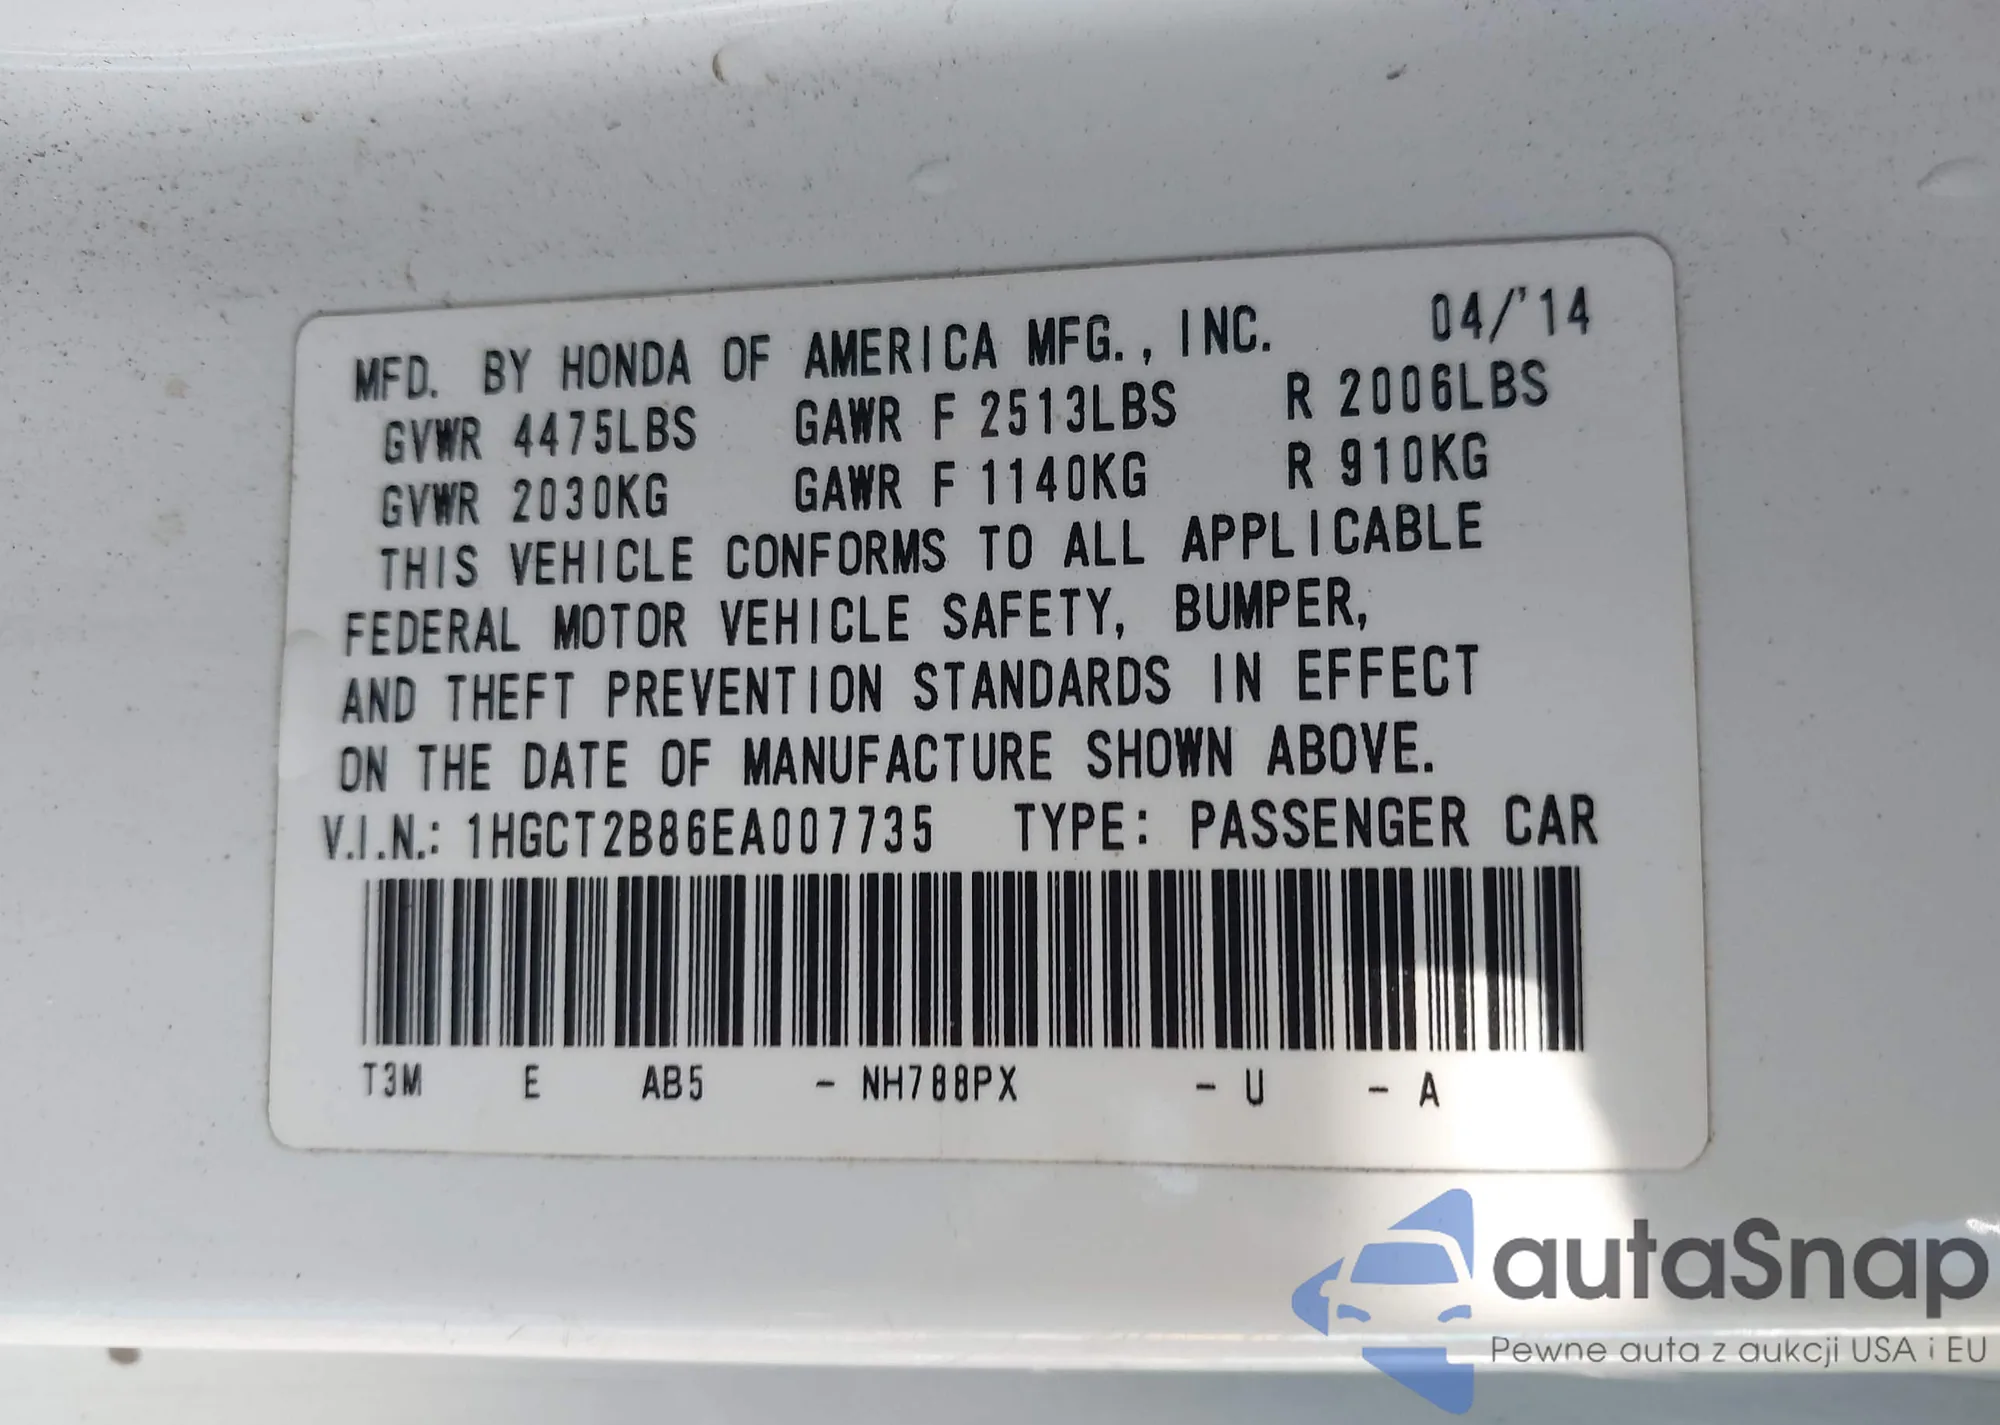 MFD. BY HONDA OF AMERICA MFG., INC. 04/'14
GVWR 4475LBS GAWR F 2513LBS R 2006LBS
GVWR 2030KG GAWR F 1140KG R 910KG
THIS VEHICLE CONFORMS TO ALL APPLICABLE
FEDERAL MOTOR VEHICLE SAFETY, BUMPER,
AND THEFT PREVENTION STANDARDS IN EFFECT
ON THE DATE OF MANUFACTURE SHOWN ABOVE.
V.I.N.: 1HGCT2B86EA007735 TYPE: PASSENGER CAR
T3M E AB5 - NH788PX - U - A
autaSnap
Pewne auta z aukcji USA i EU